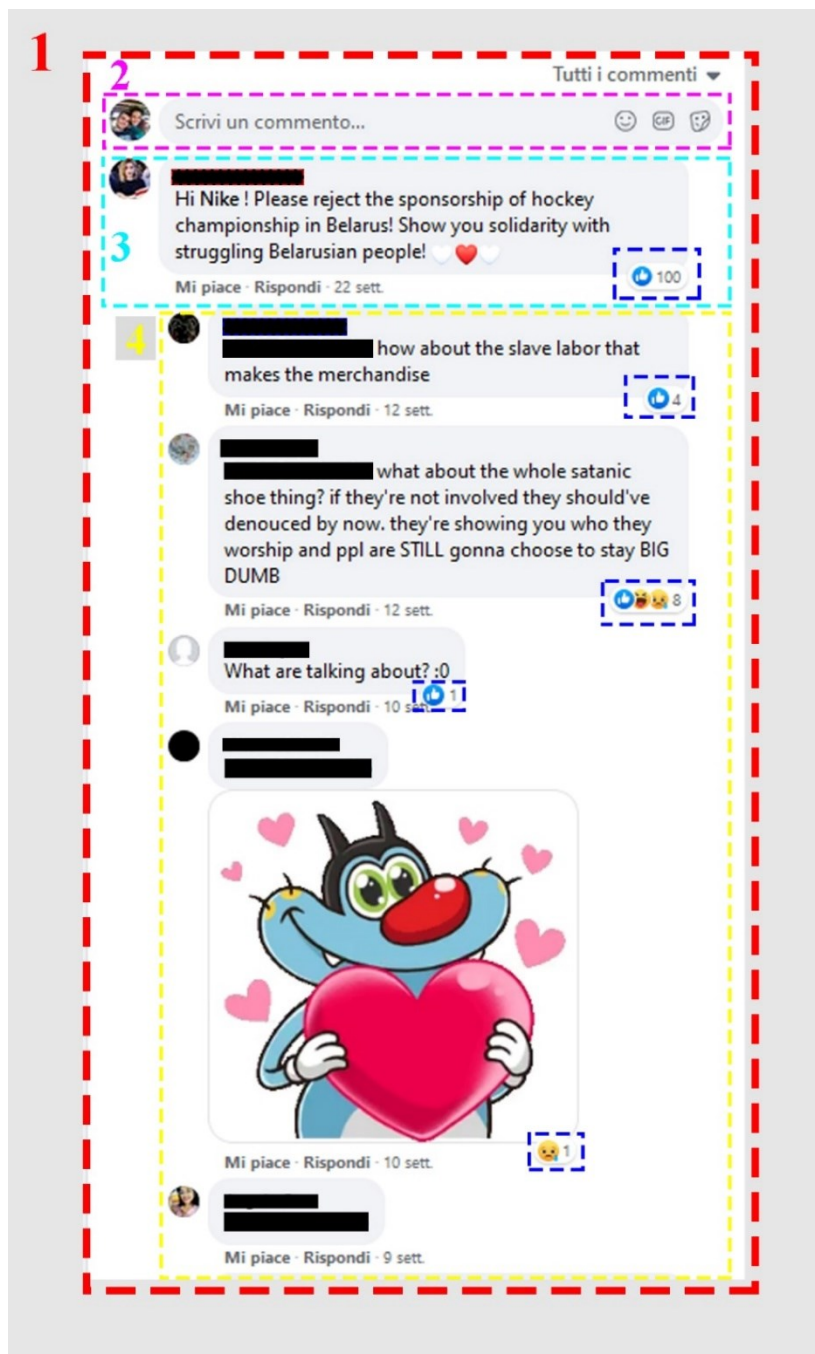 1
2
Tutti i commenti
Scrivi un commento...
GIF
3
Hi Nike ! Please reject the sponsorship of hockey
championship in Belarus! Show you solidarity with
struggling Belarusian people! 🤍❤️🤍
100
Mi piace · Rispondi · 22 sett.
4
how about the slave labor that
makes the merchandise
4
Mi piace · Rispondi · 12 sett.
what about the whole satanic
shoe thing? if they're not involved they should've
denouced by now. they're showing you who they
worship and ppl are STILL gonna choose to stay BIG
DUMB
8
Mi piace · Rispondi · 12 sett.
What are talking about? :0
1
Mi piace · Rispondi · 10 sett.
1
Mi piace · Rispondi · 10 sett.
Mi piace · Rispondi · 9 sett.